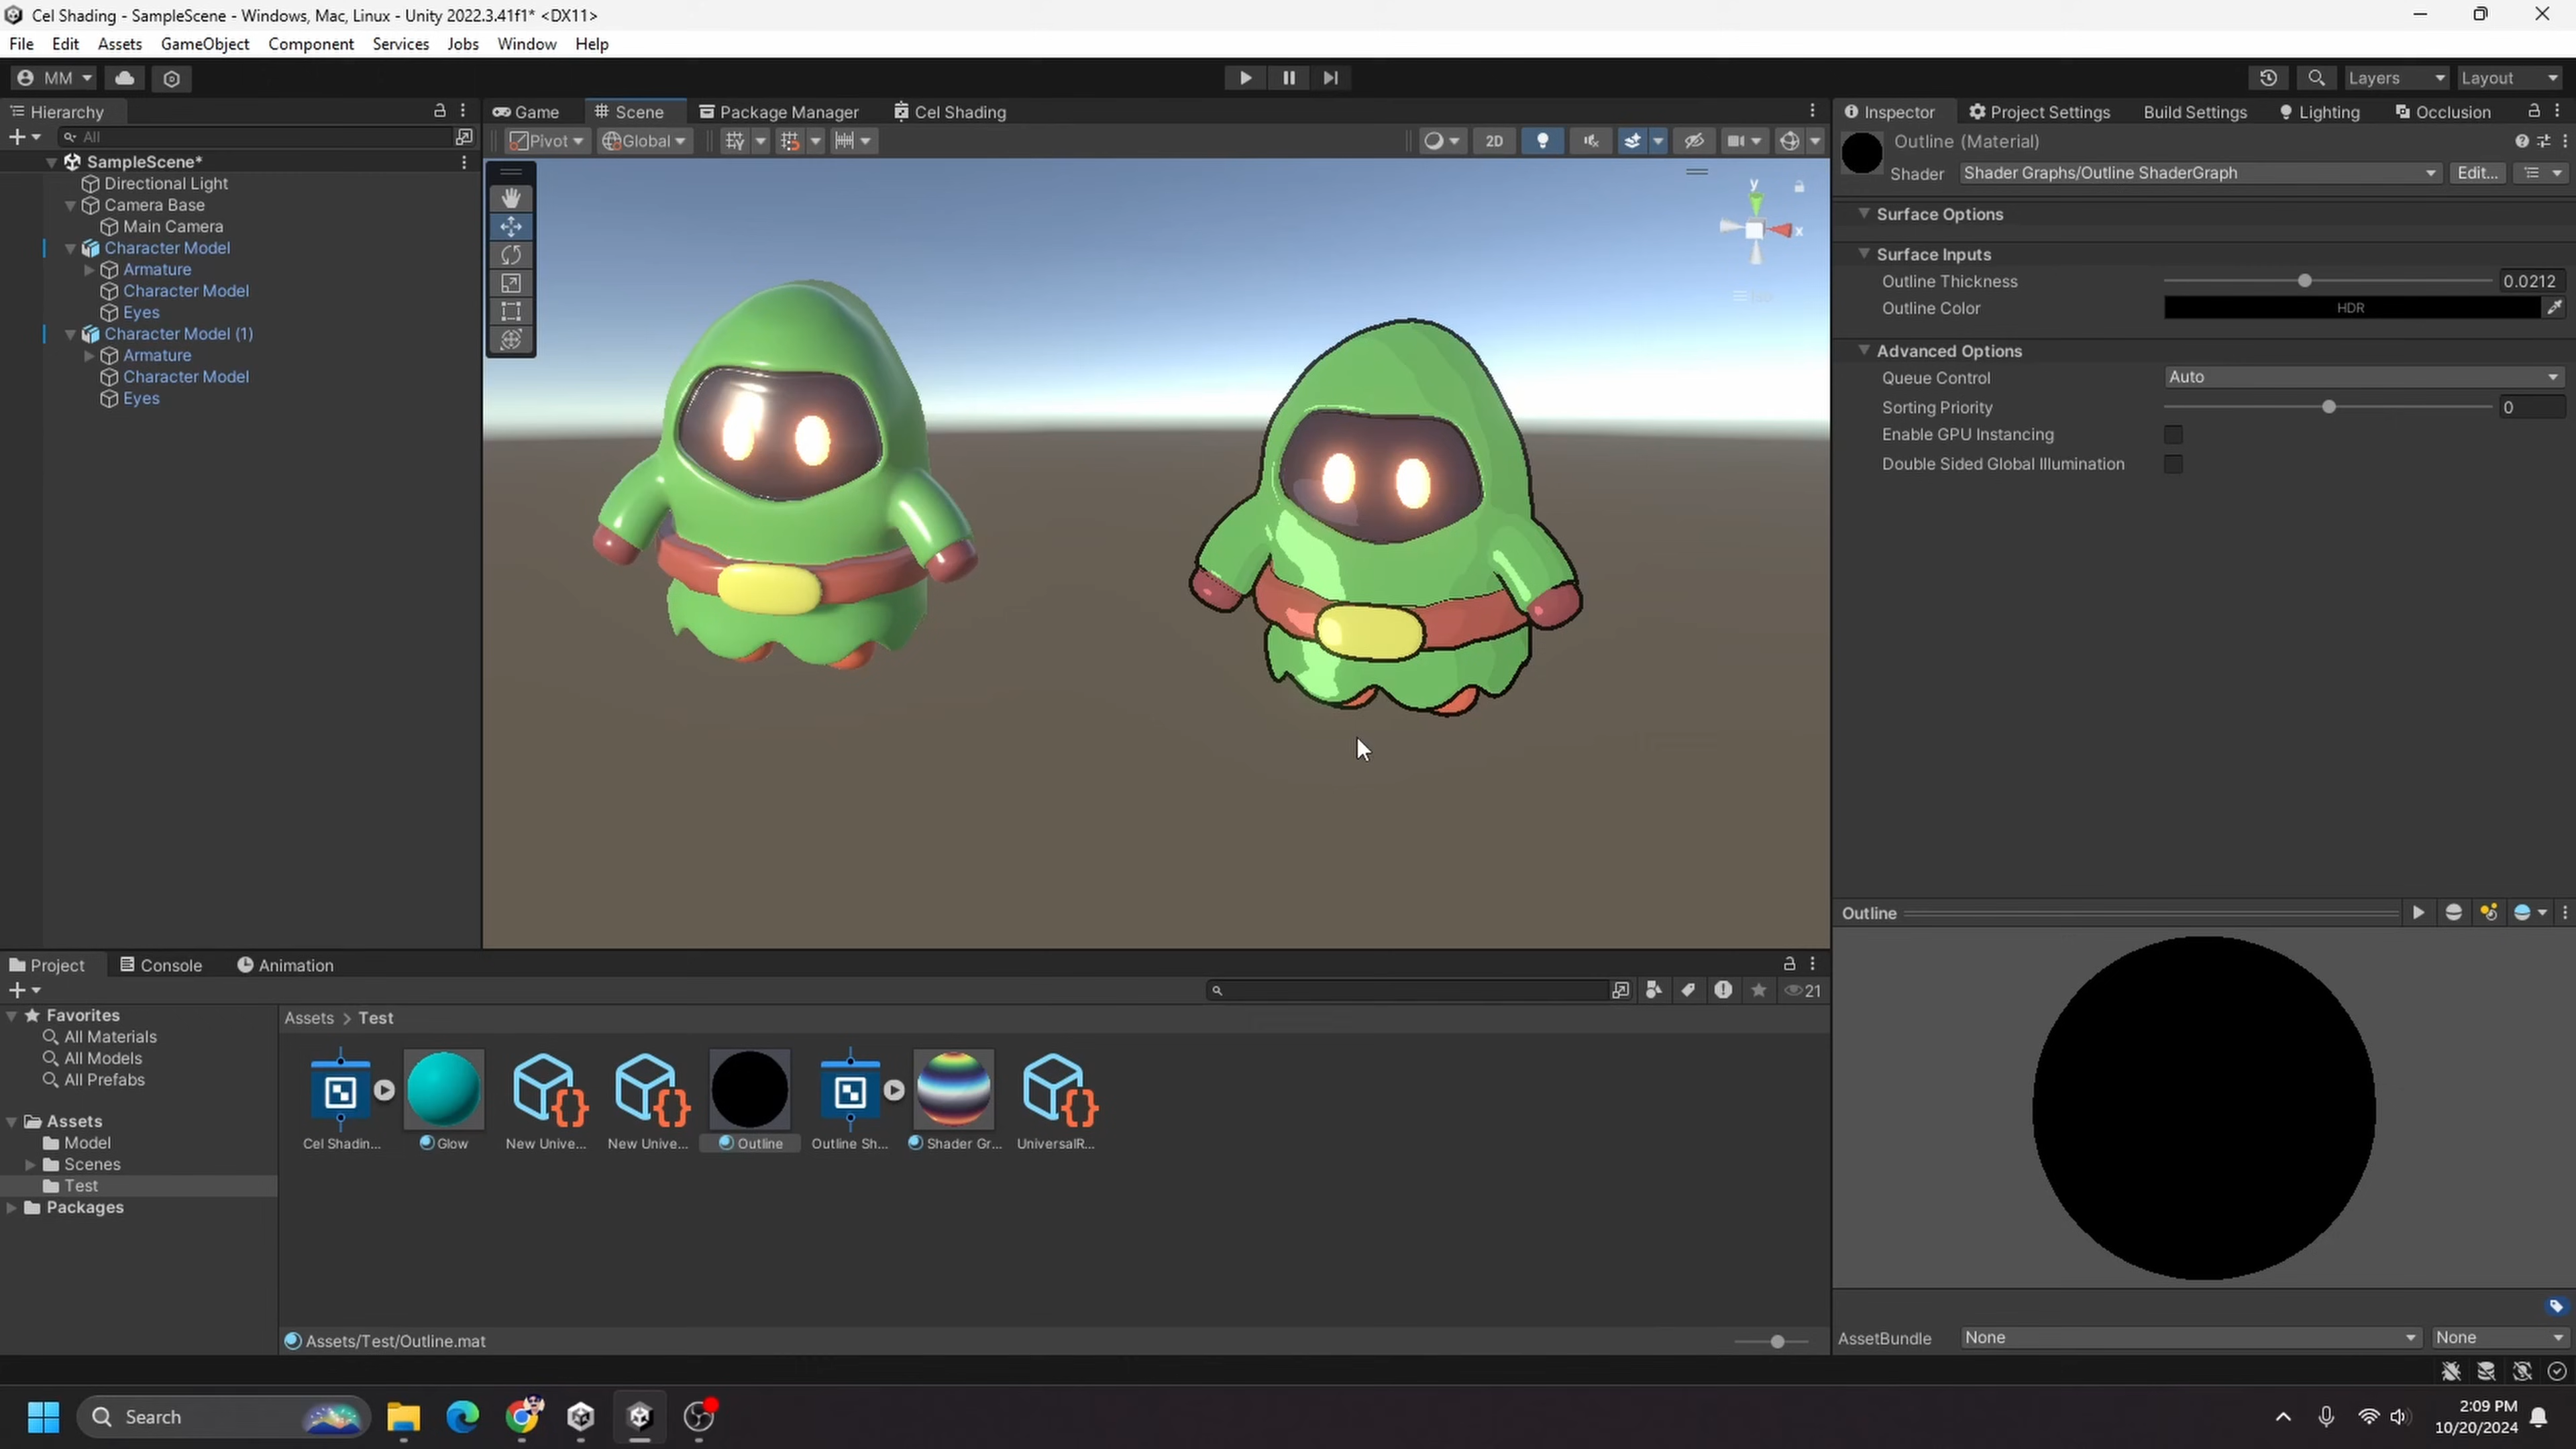 Cel Shading - SampleScene - Windows, Mac, Linux - Unity 2022.3.41f1* <DX11>
File Edit Assets GameObject Component Services Jobs Window Help
MM
Layers Layout
Hierarchy
Game Scene Package Manager Cel Shading
Inspector Project Settings Build Settings Lighting Occlusion
All
Pivot Global
2D
Outline (Material)
Shader Shader Graphs/Outline ShaderGraph Edit...
SampleScene*
Directional Light
Camera Base
Main Camera
Character Model
Armature
Character Model
Eyes
Character Model (1)
Armature
Character Model
Eyes
y
x
Surface Options
Surface Inputs
Outline Thickness 0.0212
Outline Color HDR
Advanced Options
Queue Control Auto
Sorting Priority 0
Enable GPU Instancing
Double Sided Global Illumination
Outline
Project Console Animation
21
Favorites
All Materials
All Models
All Prefabs
Assets
Model
Scenes
Test
Packages
Assets > Test
Cel Shadin... Glow New Unive... New Unive... Outline Outline Sh... Shader Gr... UniversalR...
Assets/Test/Outline.mat
AssetBundle None None
Search
2:09 PM
10/20/2024